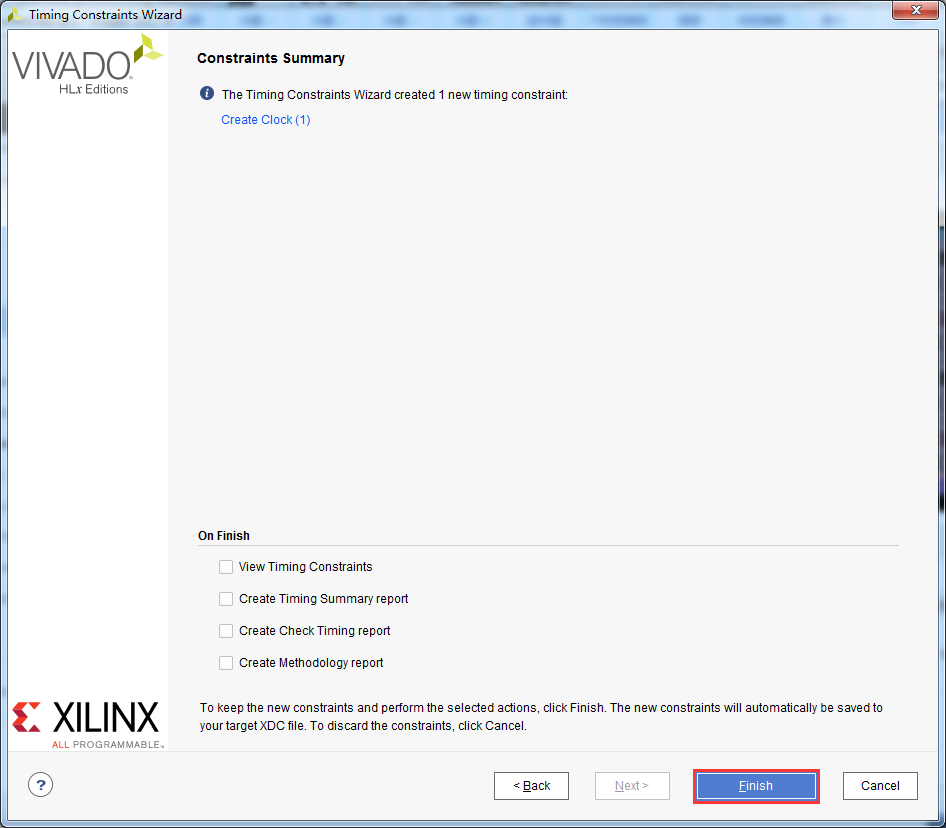 Timing Constraints Wizard
VIVADO
HLx Editions
Constraints Summary
i
The Timing Constraints Wizard created 1 new timing constraint:
Create Clock (1)
On Finish
View Timing Constraints
Create Timing Summary report
Create Check Timing report
Create Methodology report
To keep the new constraints and perform the selected actions, click Finish. The new constraints will automatically be saved to
your target XDC file. To discard the constraints, click Cancel.
XILINX
ALL PROGRAMMABLE™
?
< Back
Next >
Finish
Cancel